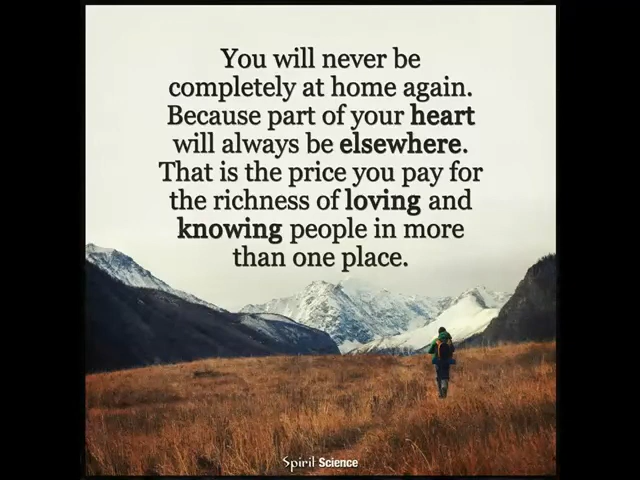 You will never be
completely at home again.
Because part of your heart
will always be elsewhere.
That is the price you pay for
the richness of loving and
knowing people in more
than one place.
Spirit Science